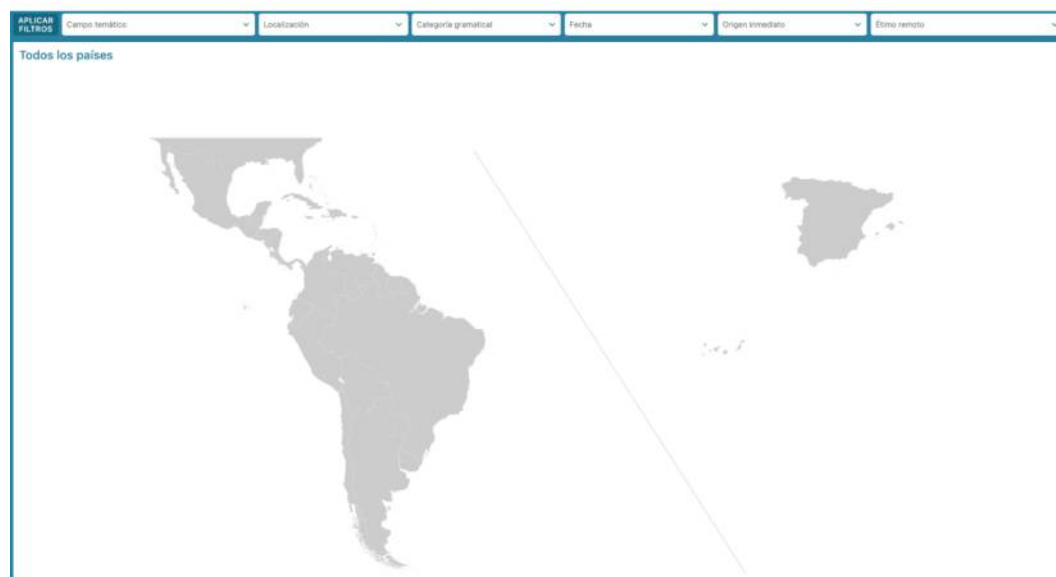 APLICAR FILTROS
Campo temático
Localización
Categoría gramatical
Fecha
Origen inmediato
Étimo remoto
Todos los países